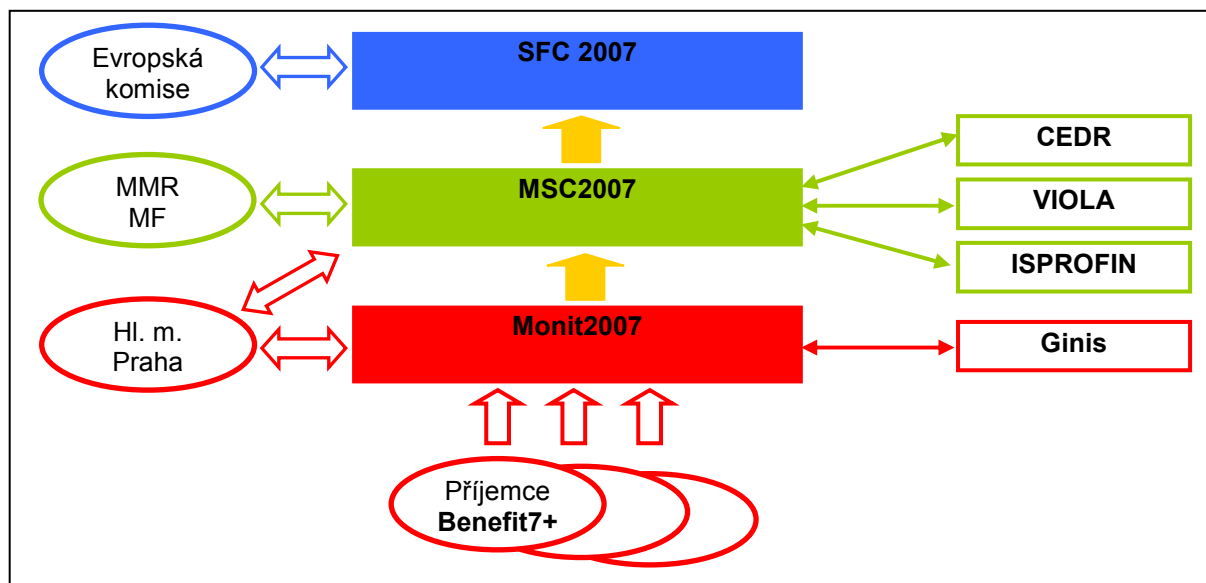 Evropská
komise
SFC 2007
CEDR
MMR
MF
MSC2007
VIOLA
ISPROFIN
Hl. m.
Praha
Monit2007
Ginis
Příjemce
Benefit7+